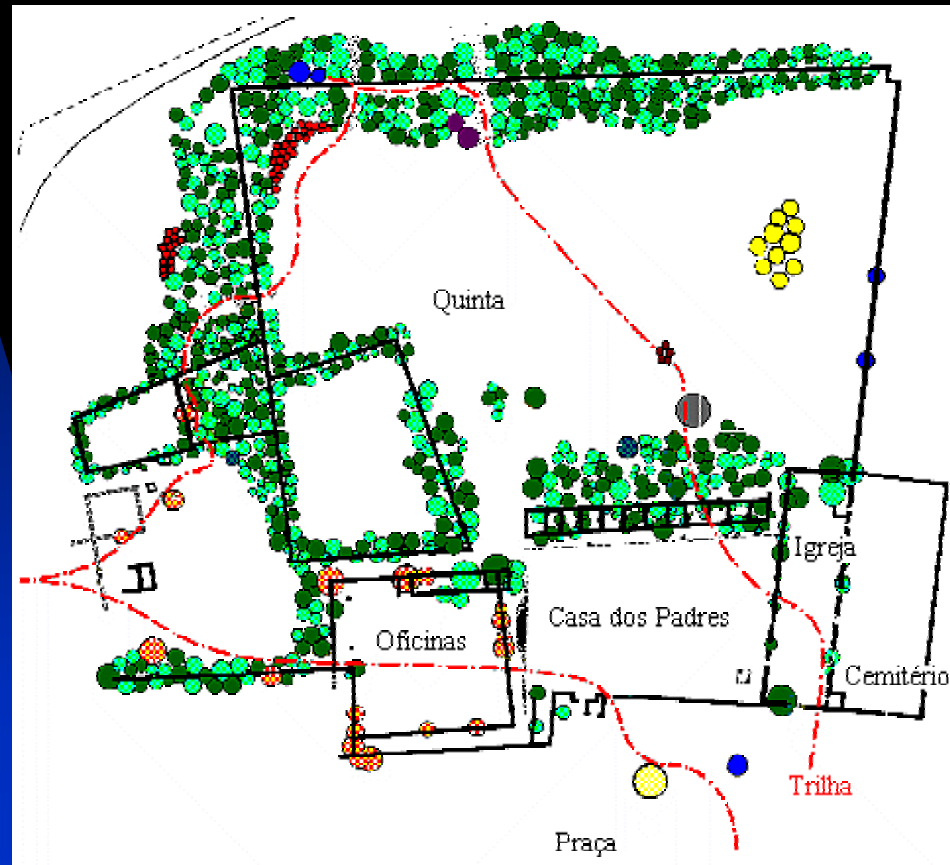 Quinta
Igreja
Casa dos Padres
Oficinas
Cemitério
Trilha
Praça